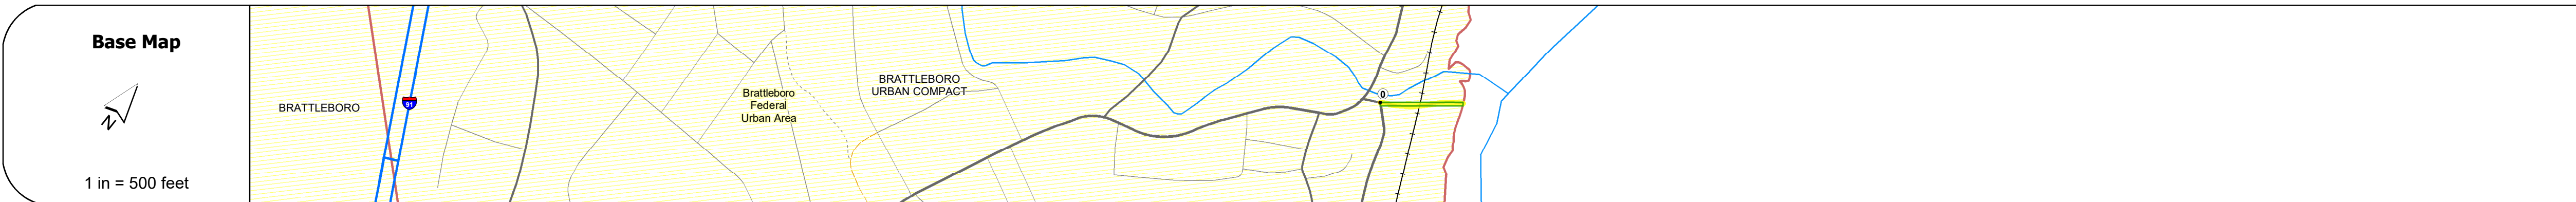 Base Map
N
1 in = 500 feet
BRATTLEBORO
91
Brattleboro
Federal
Urban Area
BRATTLEBORO
URBAN COMPACT
0